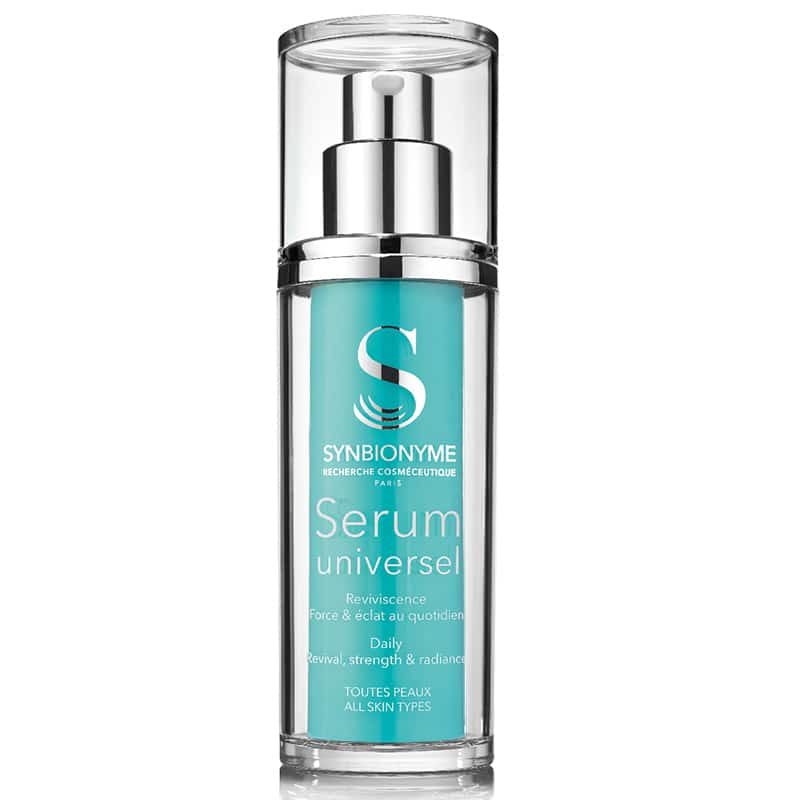 S
SYNBIONYME
RECHERCHE COSMÉCEUTIQUE
PARIS
Serum
universel
Reviviscence
Force & éclat au quotidien
Daily
Revival, strength & radiance
TOUTES PEAUX
ALL SKIN TYPES